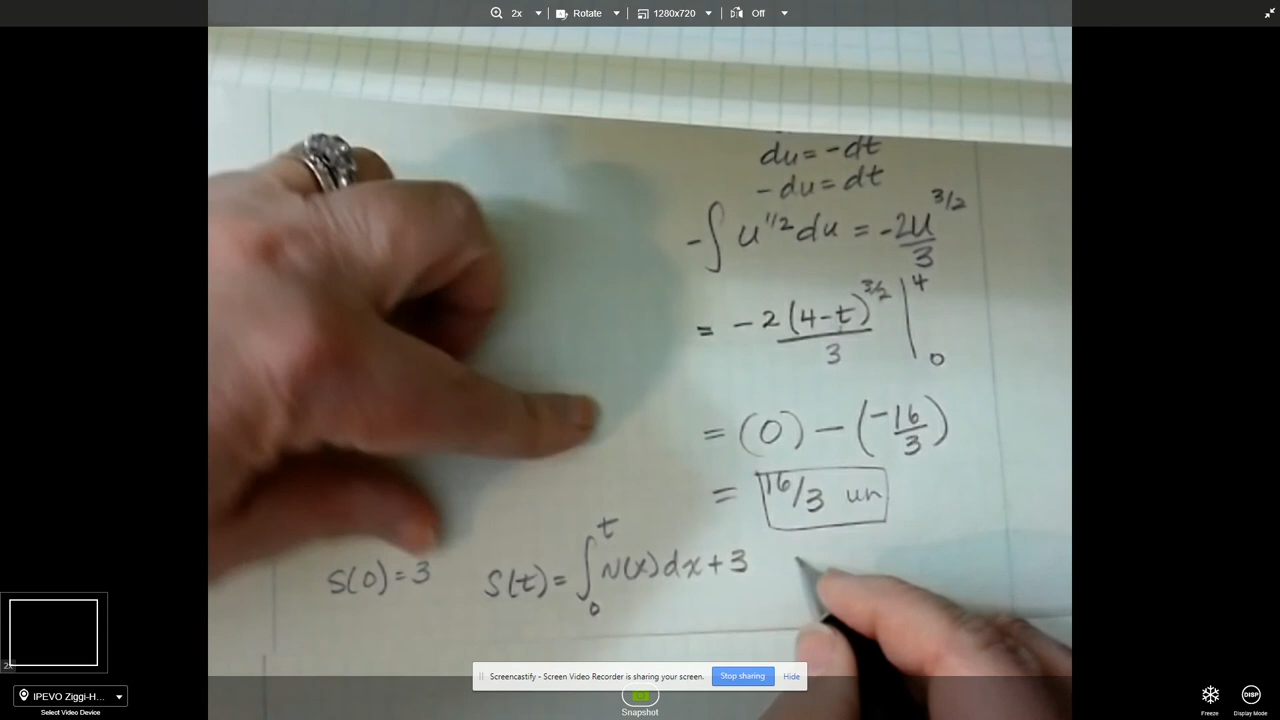 2x Rotate 1280x720 Off
du = -dt
-du = dt
-∫ u^1/2 du = -2u^3/2 / 3
= -2(4-t)^3/2 / 3 |_0^4
= (0) - (-16/3)
= 16/3 un
S(0) = 3 S(t) = ∫_0^t v(x)dx + 3
2x
Screencastify - Screen Video Recorder is sharing your screen. Stop sharing Hide
IPEVO Ziggi-H...
Select Video Device
Snapshot
Freeze
DISP
Display Mode